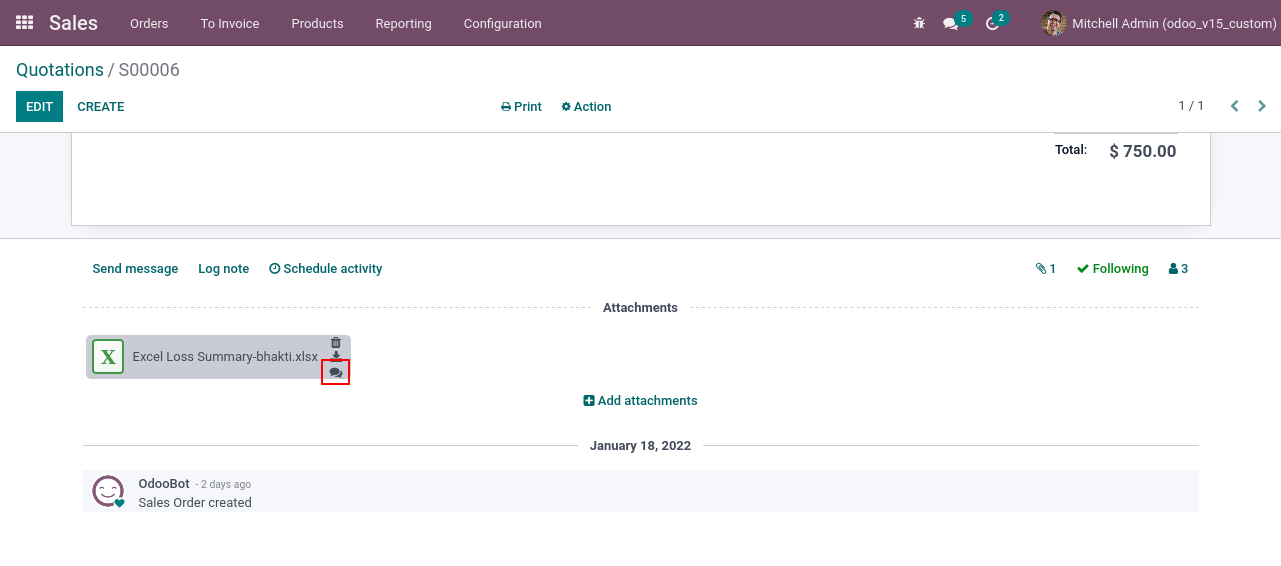 Sales Orders To Invoice Products Reporting Configuration 5 2 Mitchell Admin (odoo_v15_custom)
Quotations / S00006
EDIT CREATE Print Action 1 / 1
Total: $ 750.00
Send message Log note Schedule activity 1 Following 3
Attachments
X Excel Loss Summary-bhakti.xlsx
Add attachments
January 18, 2022
OdooBot - 2 days ago
Sales Order created